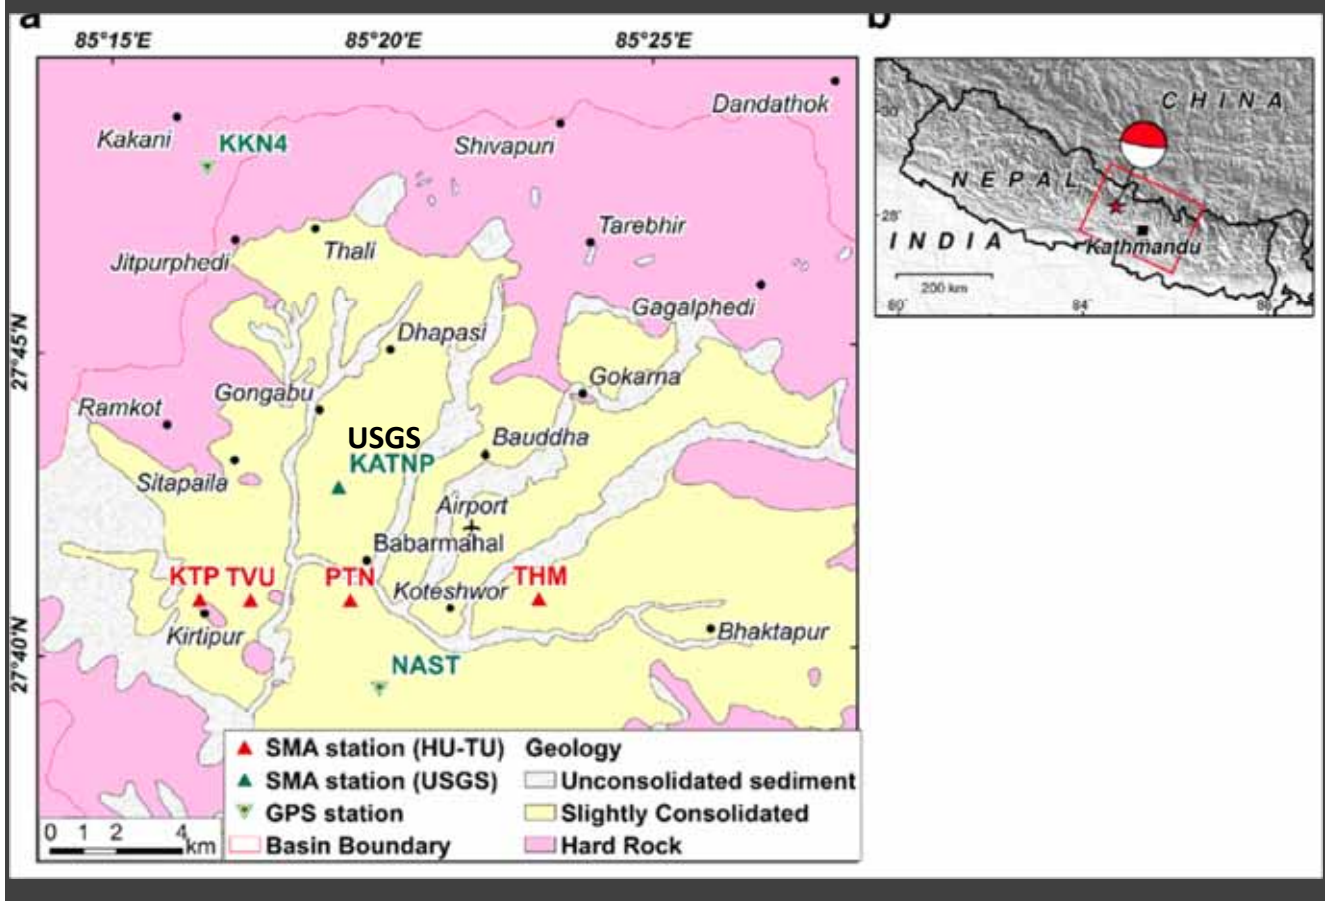 a
b
85°15'E 85°20'E 85°25'E
Dandathok
Kakani
KKN4
Shivapuri
Tarebhir
Jitpurphedi
Thali
Gagalphedi
27°45'N
Dhapasi
Gokarna
Gongabu
Ramkot
USGS
Bauddha
KATNP
Sitapaila
Airport
Babarmahal
KTP TVU PTN THM
Koteshwor
Kirtipur
Bhaktapur
27°40'N
NAST
SMA station (HU-TU)
SMA station (USGS)
GPS station
Basin Boundary
Geology
Unconsolidated sediment
Slightly Consolidated
Hard Rock
0 1 2 4
km
CHINA
NEPAL
28°
INDIA
Kathmandu
200 km
84